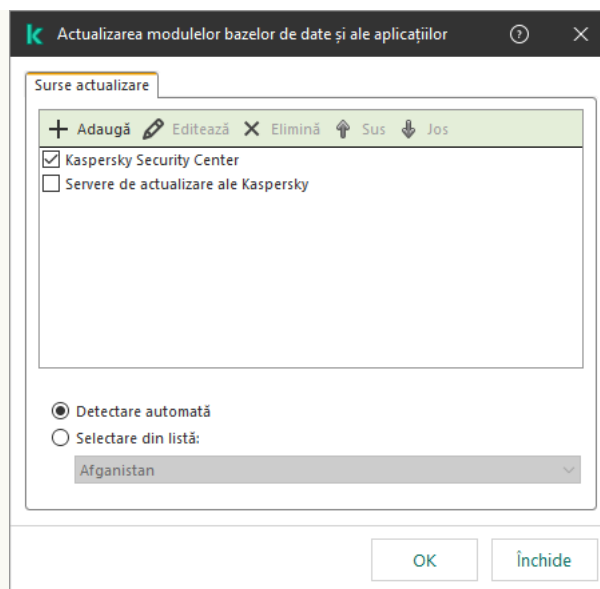 Actualizarea modulelor bazelor de date și ale aplicațiilor
Surse actualizare
Adaugă Editează Elimină Sus Jos
Kaspersky Security Center
Servere de actualizare ale Kaspersky
Detectare automată
Selectare din listă:
Afganistan
OK Închide